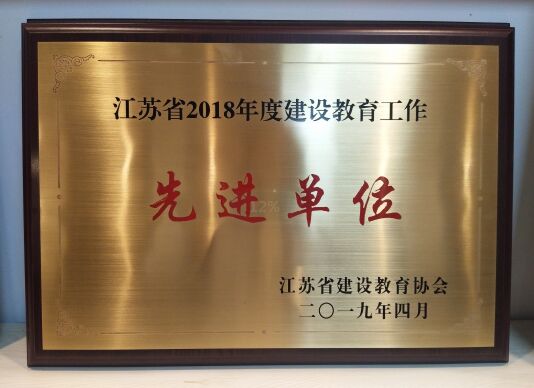 江苏省2018年度建设教育工作
先进单位
12%
江苏省建设教育协会
二〇一九年四月